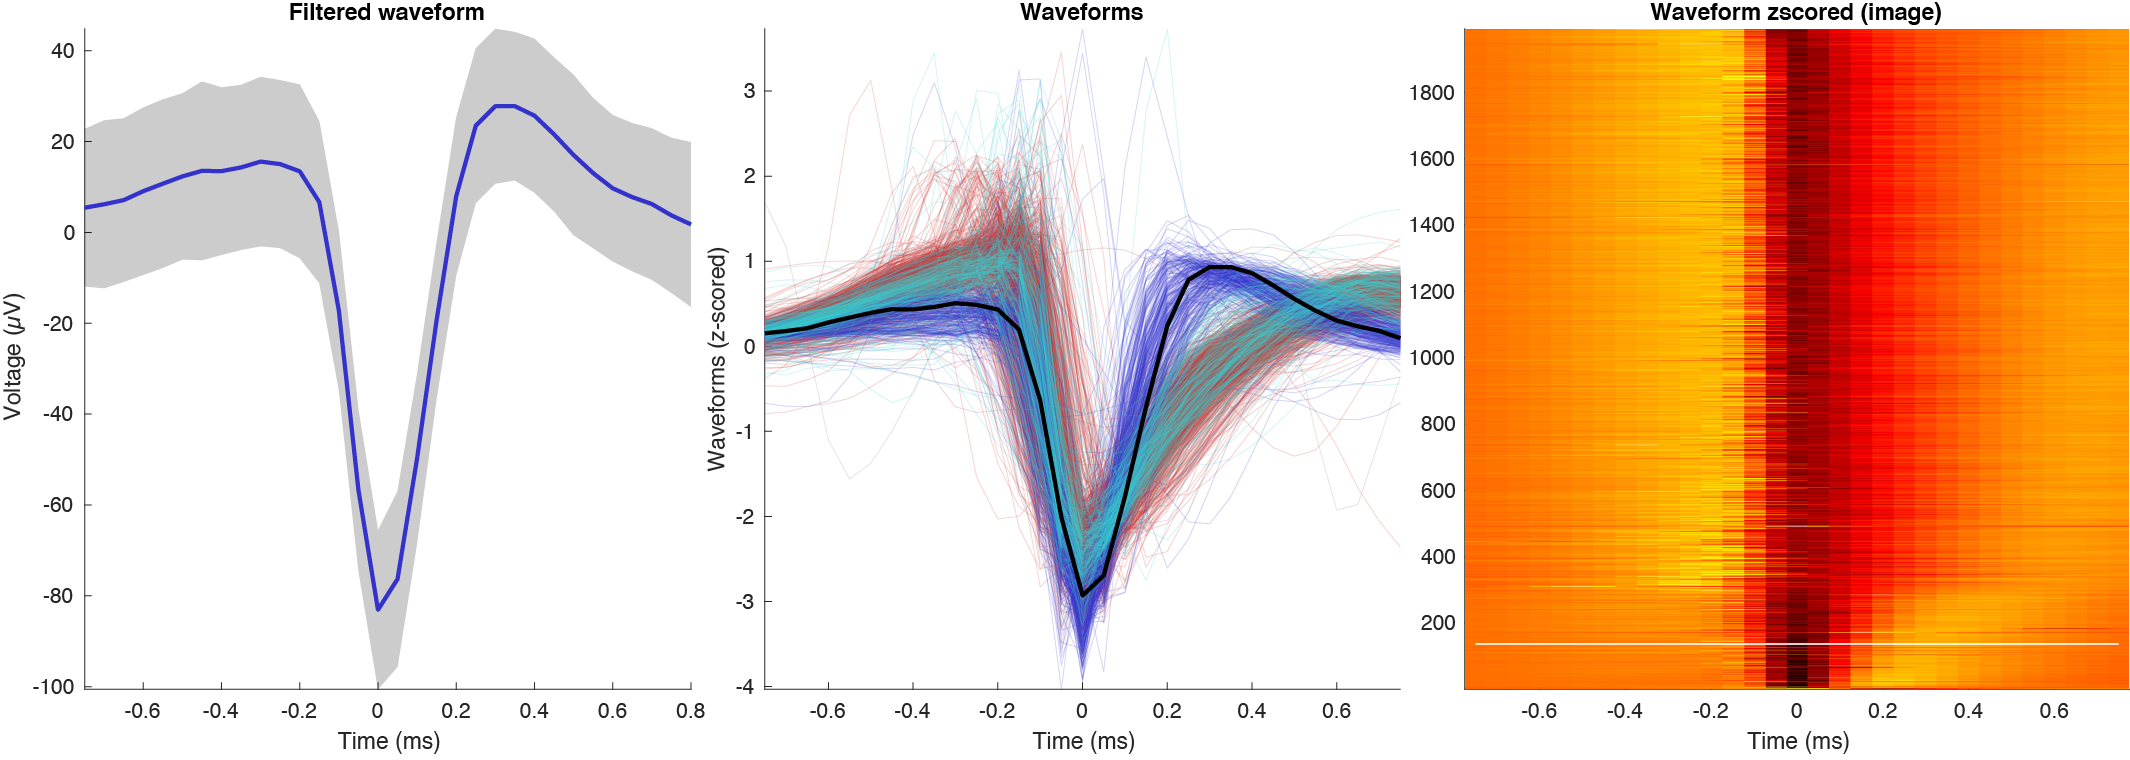 Filtered waveform
Voltage (μV)
40
20
0
-20
-40
-60
-80
-100
-0.6 -0.4 -0.2 0 0.2 0.4 0.6 0.8
Time (ms)
Waveforms
Waveforms (z-scored)
3
2
1
0
-1
-2
-3
-4
-0.6 -0.4 -0.2 0 0.2 0.4 0.6
Time (ms)
Waveform zscored (image)
1800
1600
1400
1200
1000
800
600
400
200
-0.6 -0.4 -0.2 0 0.2 0.4 0.6
Time (ms)